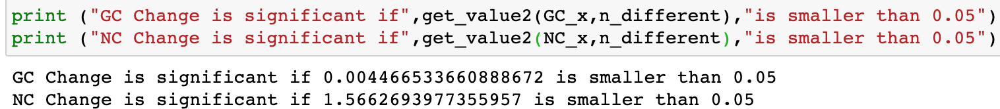 print ("GC Change is significant if",get_value2(GC_x,n_different),"is smaller than 0.05")
print ("NC Change is significant if",get_value2(NC_x,n_different),"is smaller than 0.05")
GC Change is significant if 0.004466533660888672 is smaller than 0.05
NC Change is significant if 1.5662693977355957 is smaller than 0.05